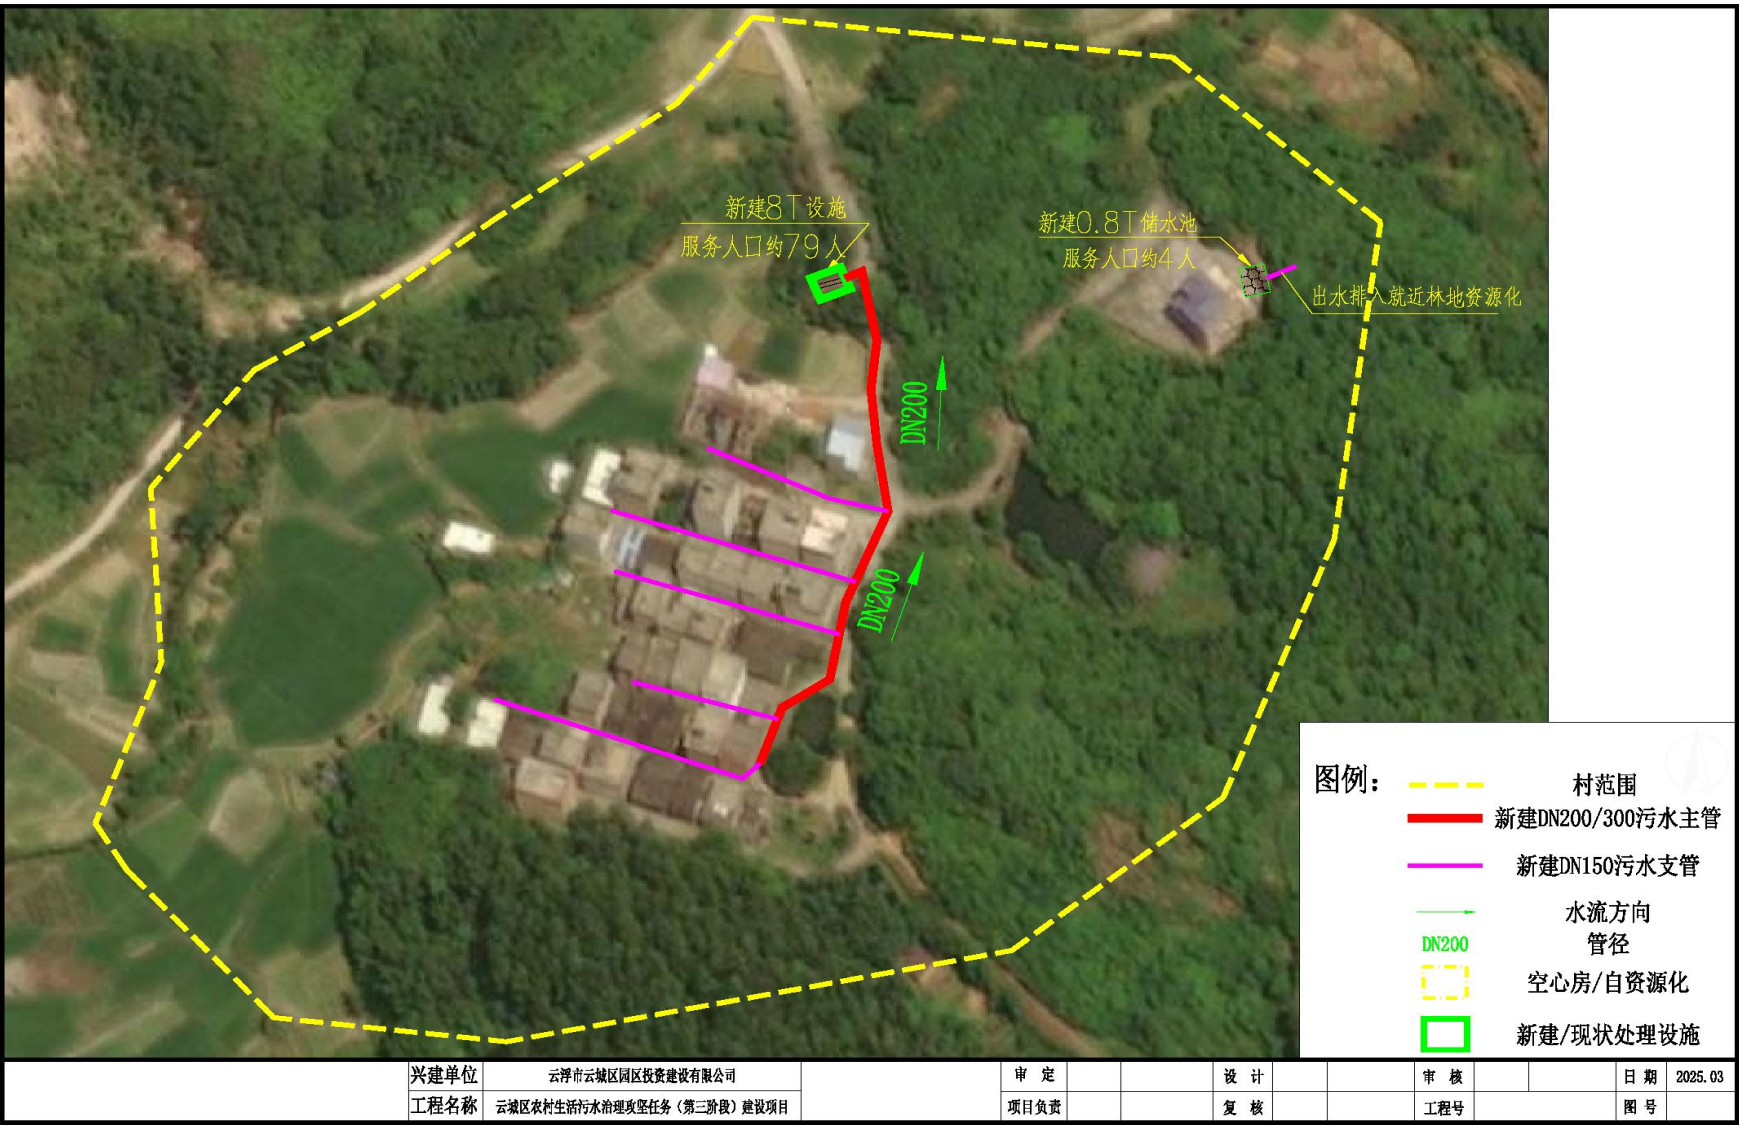 新建8T设施
服务人口约79人
新建0.8T储水池
服务人口约4人
出水排入就近林地资源化
DN200
DN200
图例：
村范围
新建DN200/300污水主管
新建DN150污水支管
水流方向
DN200 管径
空心房/自资源化
新建/现状处理设施
兴建单位 云浮市云城区园区投资建设有限公司 审 定 设 计 审 核 日 期 2025.03
工程名称 云城区农村生活污水治理攻坚任务（第三阶段）建设项目 项目负责 复 核 工程号 图 号